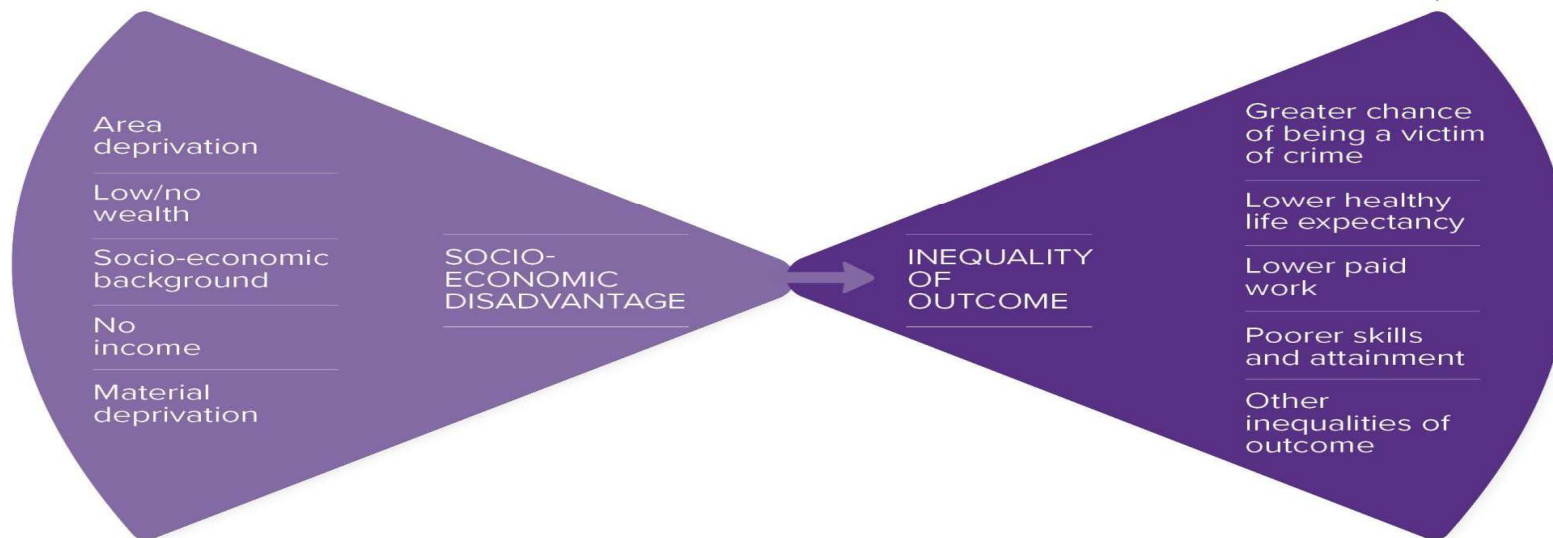 Area
deprivation
Low/no
wealth
Socio-economic
background
No
income
Material
deprivation
SOCIO-
ECONOMIC
DISADVANTAGE
INEQUALITY
OF
OUTCOME
Greater chance
of being a victim
of crime
Lower healthy
life expectancy
Lower paid
work
Poorer skills
and attainment
Other
inequalities of
outcome